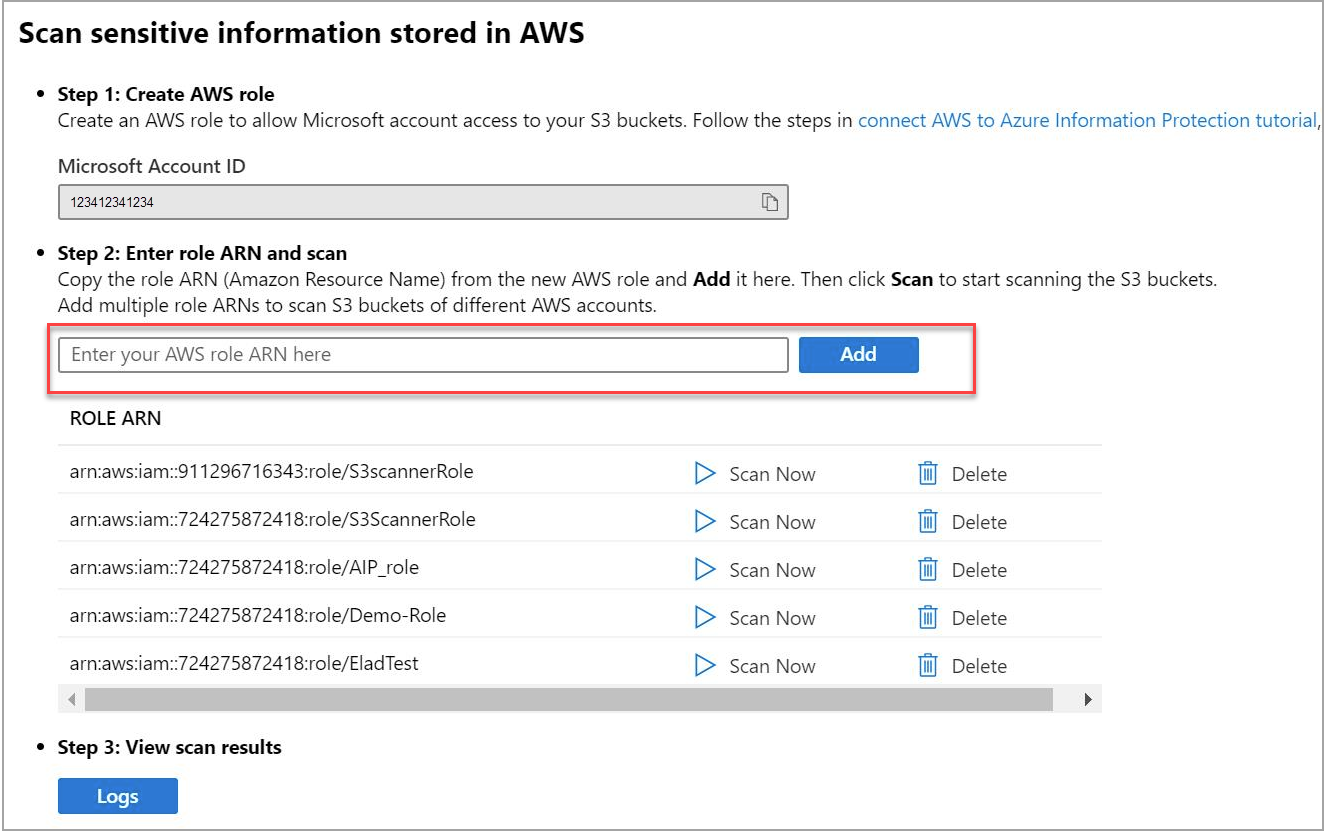 Scan sensitive information stored in AWS
Step 1: Create AWS role
Create an AWS role to allow Microsoft account access to your S3 buckets. Follow the steps in connect AWS to Azure Information Protection tutorial,
Microsoft Account ID
123412341234
Step 2: Enter role ARN and scan
Copy the role ARN (Amazon Resource Name) from the new AWS role and Add it here. Then click Scan to start scanning the S3 buckets.
Add multiple role ARNs to scan S3 buckets of different AWS accounts.
Enter your AWS role ARN here Add
ROLE ARN
arn:aws:iam::911296716343:role/S3scannerRole Scan Now Delete
arn:aws:iam::724275872418:role/S3ScannerRole Scan Now Delete
arn:aws:iam::724275872418:role/AIP_role Scan Now Delete
arn:aws:iam::724275872418:role/Demo-Role Scan Now Delete
arn:aws:iam::724275872418:role/EladTest Scan Now Delete
Step 3: View scan results
Logs